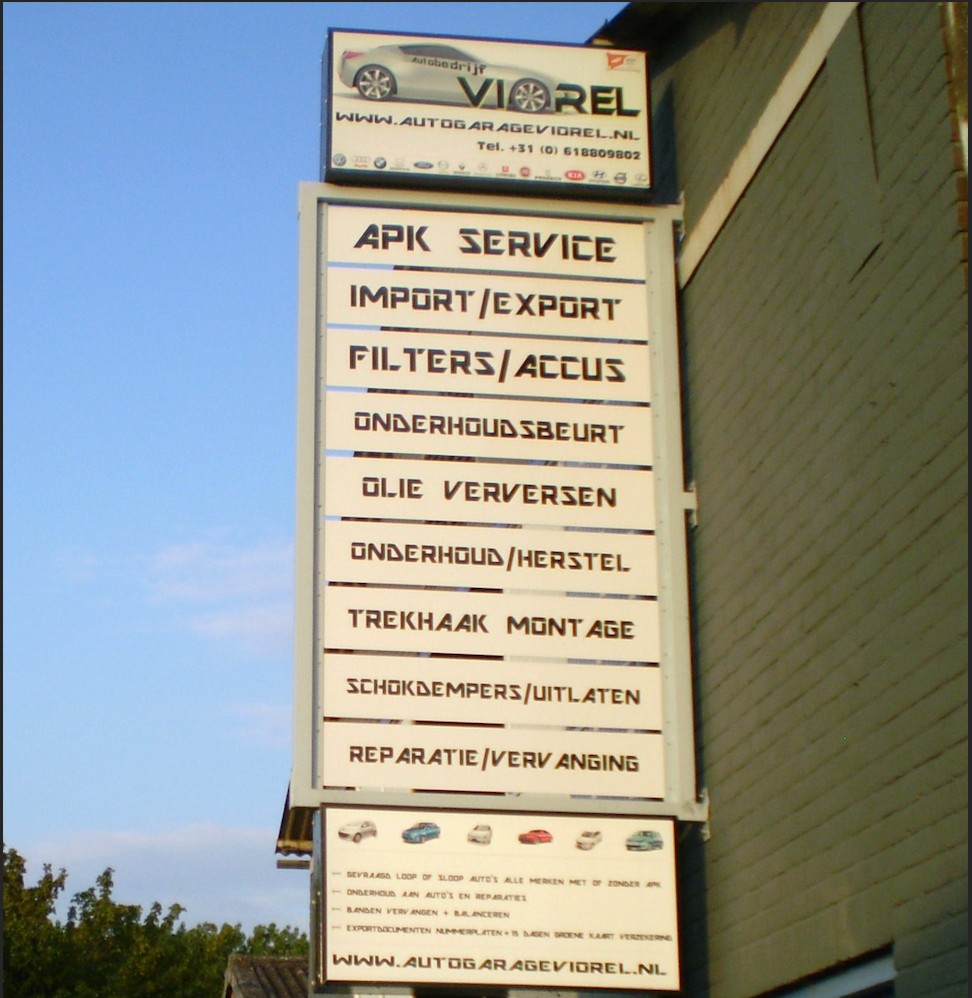 Autobedrijf
VIOREL
WWW.AUTOGARAGEVIOREL.NL
Tel. +31 (0) 618809802
KIA
APK SERVICE
IMPORT/EXPORT
FILTERS/ACCUS
ONDERHOUDSBEURT
OLIE VERVERSEN
ONDERHOUD/HERSTEL
TREKHAAK MONTAGE
SCHOKDEMPERS/UITLATEN
REPARATIE/VERVANGING
- GEVRAAGD LOOP OF SLOOP AUTO'S ALLE MERKEN MET OF ZONDER APK
- ONDERHOUD AAN AUTO'S EN REPARATIES
- BANDEN VERVANGEN + BALANCEREN
- EXPORTDOCUMENTEN NUMMERPLATEN + 15 DAGEN GROENE KAART VERZEKERING
WWW.AUTOGARAGEVIOREL.NL